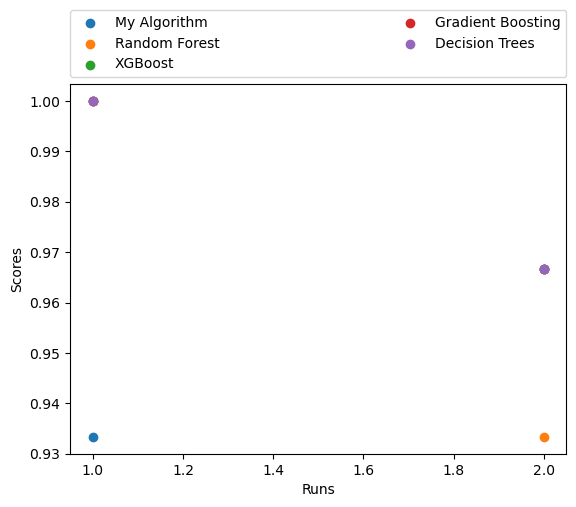 My Algorithm
Random Forest
XGBoost
Gradient Boosting
Decision Trees
1.00
0.99
0.98
0.97
0.96
0.95
0.94
0.93
Scores
1.0 1.2 1.4 1.6 1.8 2.0
Runs